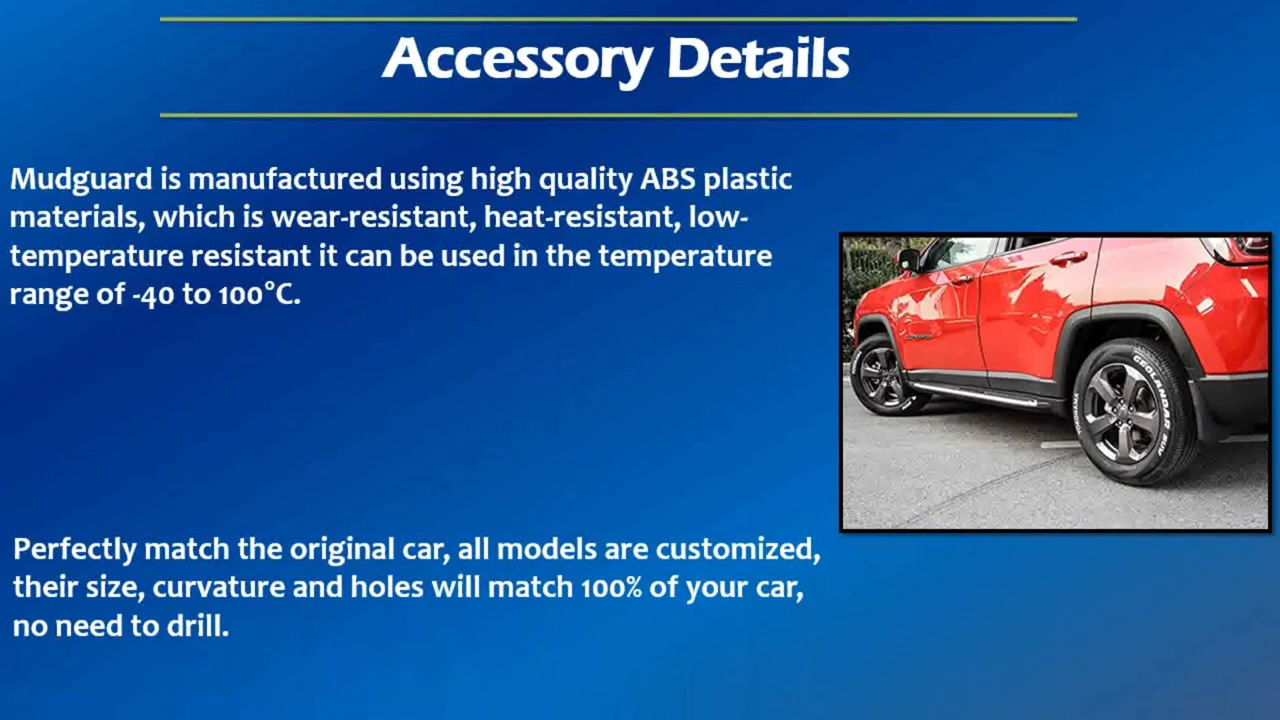 Accessory Details
Mudguard is manufactured using high quality ABS plastic
materials, which is wear-resistant, heat-resistant, low-
temperature resistant it can be used in the temperature
range of -40 to 100°C.
GEOLANDAR SUV
Perfectly match the original car, all models are customized,
their size, curvature and holes will match 100% of your car,
no need to drill.